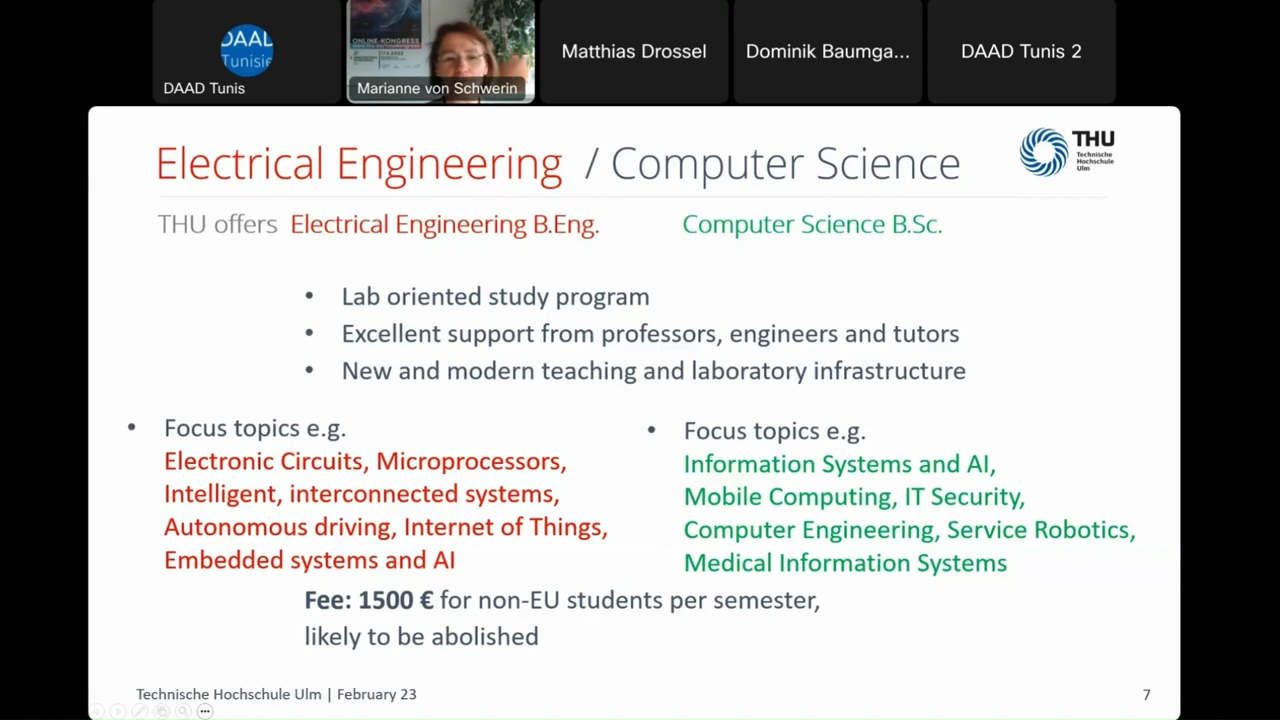 DAAD
Tunisie
DAAD Tunis
ONLINE-KONGRESS
Marianne von Schwerin
Matthias Drossel
Dominik Baumga...
DAAD Tunis 2
Electrical Engineering / Computer Science
THU
Technische
Hochschule
Ulm
THU offers Electrical Engineering B.Eng. Computer Science B.Sc.
• Lab oriented study program
• Excellent support from professors, engineers and tutors
• New and modern teaching and laboratory infrastructure
• Focus topics e.g.
Electronic Circuits, Microprocessors,
Intelligent, interconnected systems,
Autonomous driving, Internet of Things,
Embedded systems and AI
• Focus topics e.g.
Information Systems and AI,
Mobile Computing, IT Security,
Computer Engineering, Service Robotics,
Medical Information Systems
Fee: 1500 € for non-EU students per semester,
likely to be abolished
Technische Hochschule Ulm | February 23
7